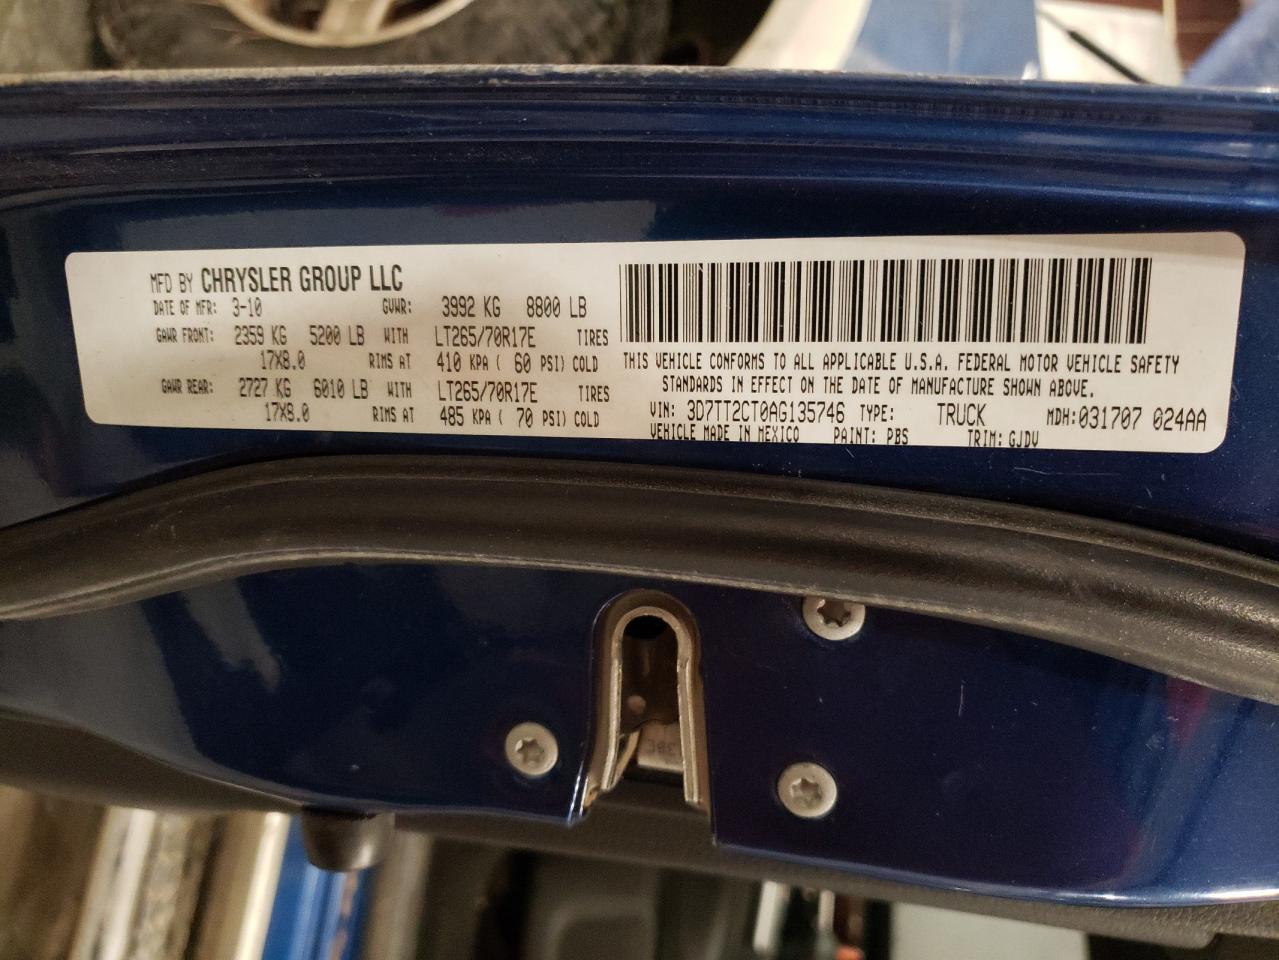 MFD BY CHRYSLER GROUP LLC
DATE OF MFR: 3-10 GVWR: 3992 KG 8800 LB
GAWR FRONT: 2359 KG 5200 LB WITH LT265/70R17E TIRES
17X8.0 RIMS AT 410 KPA ( 60 PSI) COLD
GAWR REAR: 2727 KG 6010 LB WITH LT265/70R17E TIRES
17X8.0 RIMS AT 485 KPA ( 70 PSI) COLD
THIS VEHICLE CONFORMS TO ALL APPLICABLE U.S.A. FEDERAL MOTOR VEHICLE SAFETY
STANDARDS IN EFFECT ON THE DATE OF MANUFACTURE SHOWN ABOVE.
VIN: 3D7TT2CT0AG135746 TYPE: TRUCK MDH:031707 024AA
VEHICLE MADE IN MEXICO PAINT: PBS TRIM: GJDV